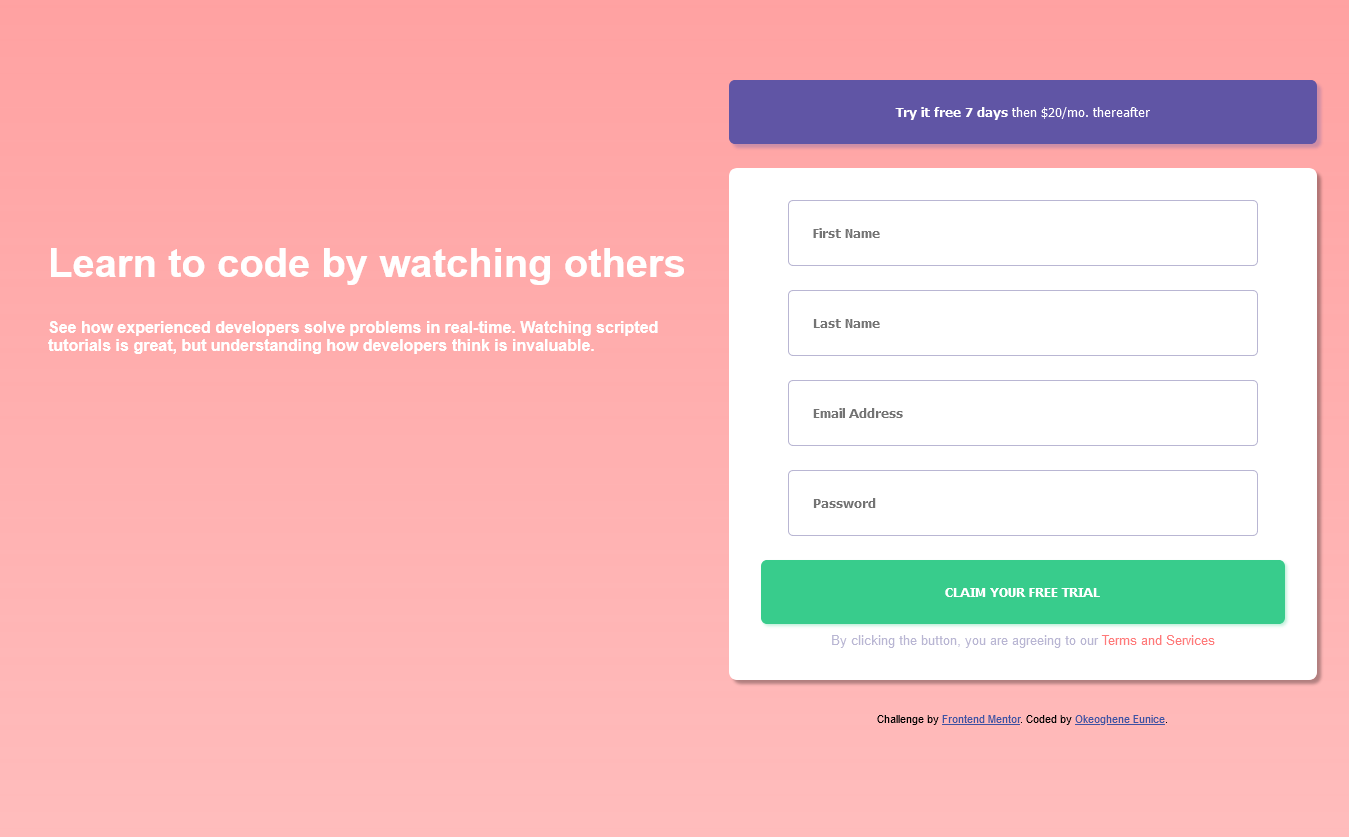 Learn to code by watching others
See how experienced developers solve problems in real-time. Watching scripted
tutorials is great, but understanding how developers think is invaluable.
Try it free 7 days then $20/mo. thereafter
First Name
Last Name
Email Address
Password
CLAIM YOUR FREE TRIAL
By clicking the button, you are agreeing to our Terms and Services
Challenge by Frontend Mentor. Coded by Okeoghene Eunice.